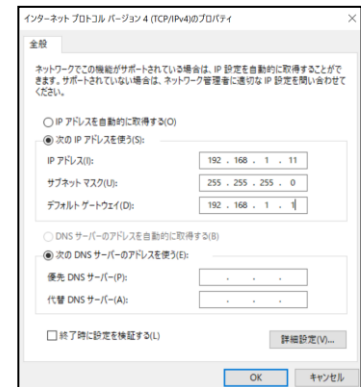 インターネット プロトコル バージョン 4 (TCP/IPv4)のプロパティ
×
全般
ネットワークでこの機能がサポートされている場合は、IP 設定を自動的に取得することがで
きます。サポートされていない場合は、ネットワーク管理者に適切な IP 設定を問い合わせて
ください。
IP アドレスを自動的に取得する(O)
次の IP アドレスを使う(S):
IP アドレス(I): 192 . 168 . 1 . 11
サブネット マスク(U): 255 . 255 . 255 . 0
デフォルト ゲートウェイ(D): 192 . 168 . 1 . 1
DNS サーバーのアドレスを自動的に取得する(B)
次の DNS サーバーのアドレスを使う(E):
優先 DNS サーバー(P): . . .
代替 DNS サーバー(A): . . .
終了時に設定を検証する(L)
詳細設定(V)...
OK キャンセル